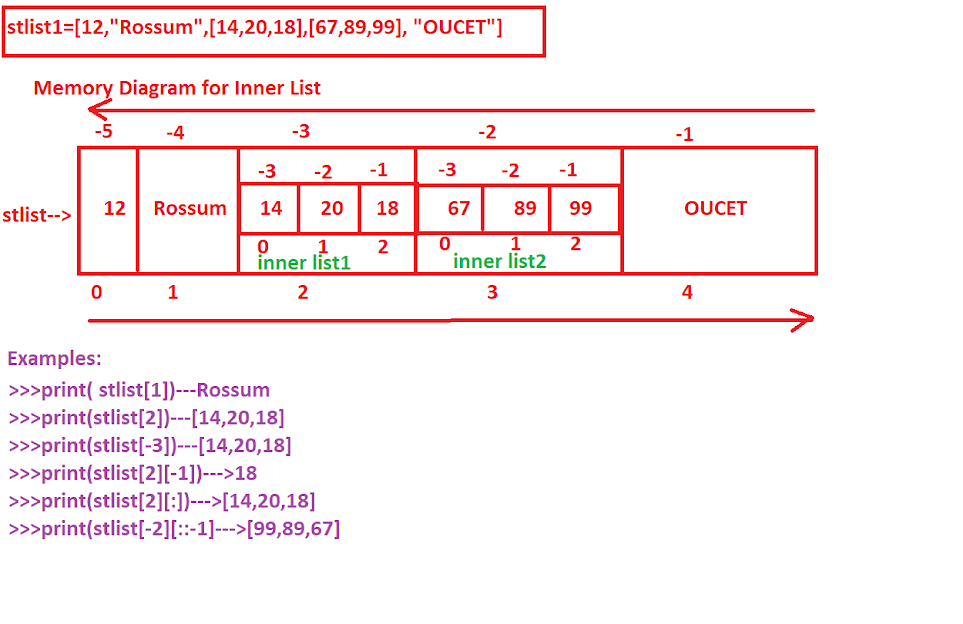 stlist1=[12,"Rossum",[14,20,18],[67,89,99], "OUCET"]
Memory Diagram for Inner List
-5 -4 -3 -2 -1
-3 -2 -1 -3 -2 -1
stlist--> 12 Rossum 14 20 18 67 89 99 OUCET
0 1 2 0 1 2
inner list1 inner list2
0 1 2 3 4
Examples:
>>>print( stlist[1])---Rossum
>>>print(stlist[2])---[14,20,18]
>>>print(stlist[-3])---[14,20,18]
>>>print(stlist[2][-1])--->18
>>>print(stlist[2][:])--->[14,20,18]
>>>print(stlist[-2][::-1]--->[99,89,67]